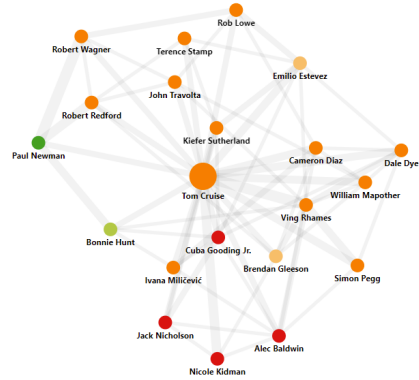 Rob Lowe
Robert Wagner
Terence Stamp
Emilio Estevez
John Travolta
Robert Redford
Kiefer Sutherland
Paul Newman
Cameron Diaz
Dale Dye
Tom Cruise
William Mapother
Ving Rhames
Bonnie Hunt
Cuba Gooding Jr.
Brendan Gleeson
Ivana Miličević
Simon Pegg
Jack Nicholson
Alec Baldwin
Nicole Kidman